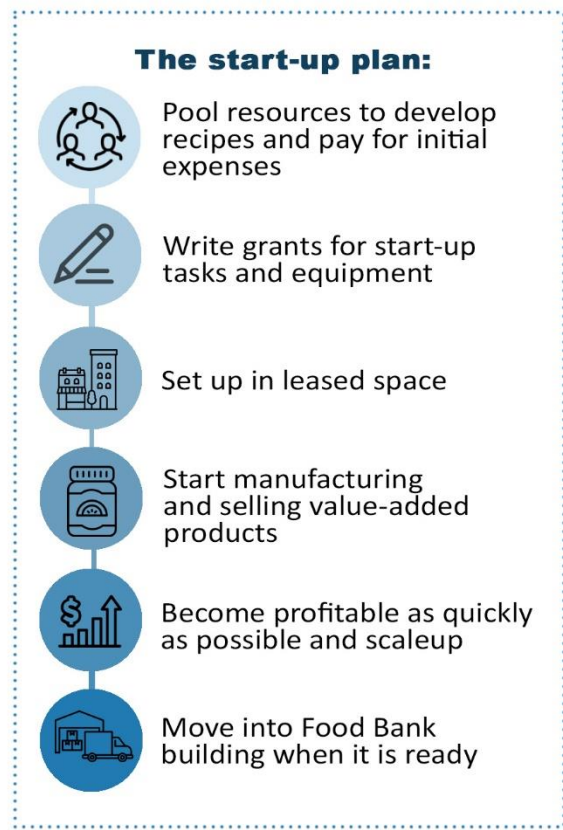 The start-up plan:
Pool resources to develop
recipes and pay for initial
expenses
Write grants for start-up
tasks and equipment
Set up in leased space
Start manufacturing
and selling value-added
products
Become profitable as quickly
as possible and scaleup
Move into Food Bank
building when it is ready